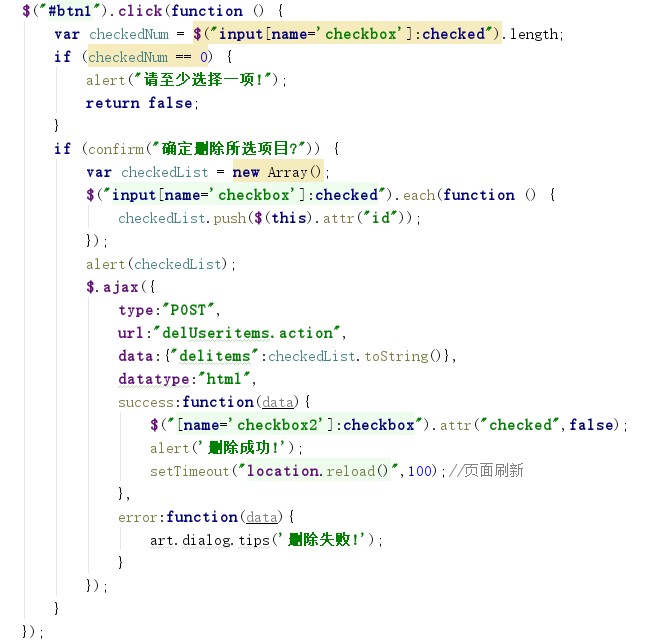 $("#btn1").click(function () {
var checkedNum = $("input[name='checkbox']:checked").length;
if (checkedNum == 0) {
alert("请至少选择一项!");
return false;
}
if (confirm("确定删除所选项目?")) {
var checkedList = new Array();
$("input[name='checkbox']:checked").each(function () {
checkedList.push($(this).attr("id"));
});
alert(checkedList);
$.ajax({
type:"POST",
url:"delUseritems.action",
data:{"delitems":checkedList.toString()},
datatype:"html",
success:function(data){
$("[name='checkbox2']:checkbox").attr("checked",false);
alert('删除成功!');
setTimeout("location.reload()",100);//页面刷新
},
error:function(data){
art.dialog.tips('删除失败!');
}
});
}
});